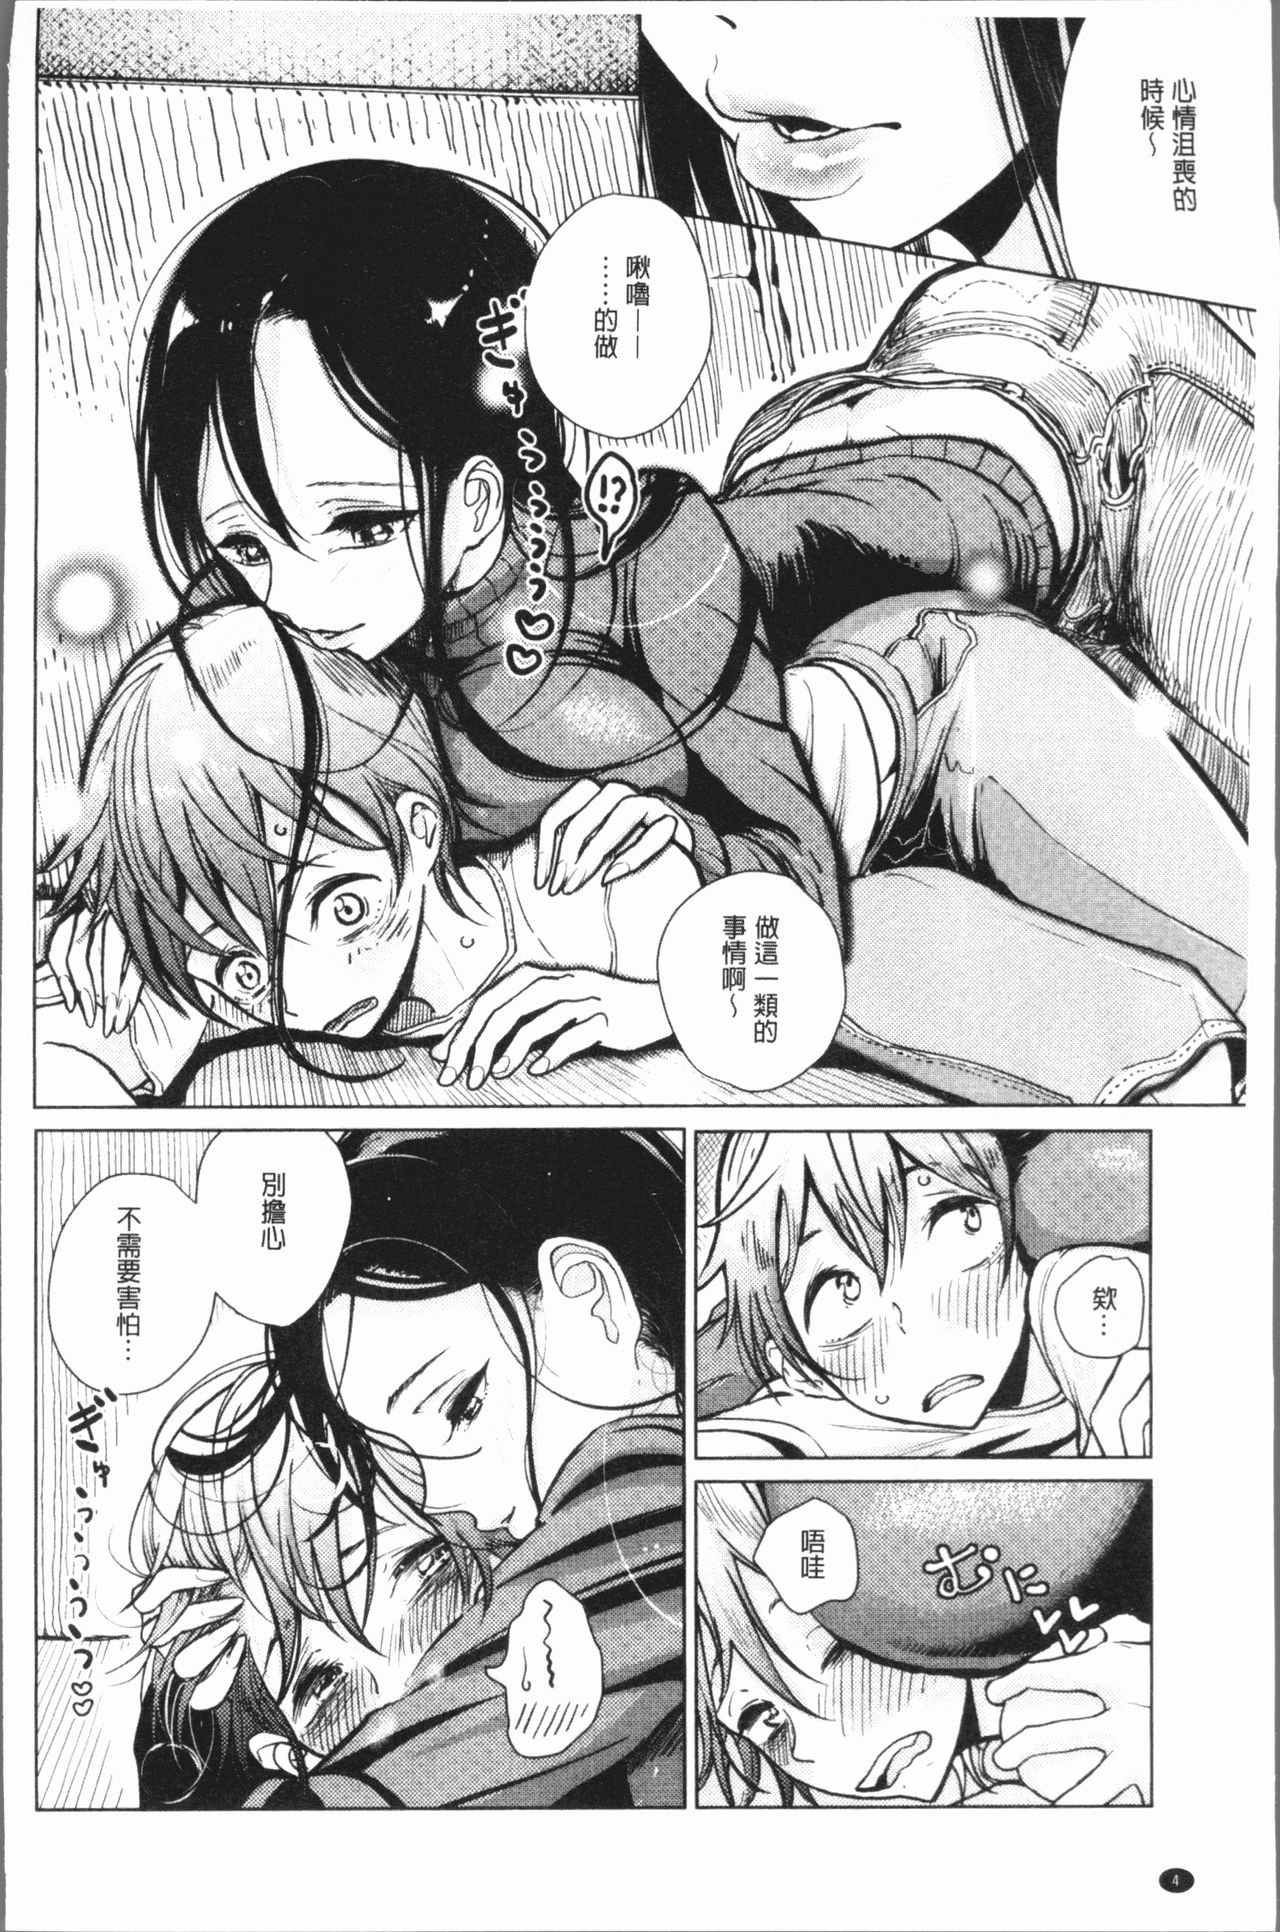 心情沮喪的
時候～
啾嚕——
……的做
ぎゅうううう♡♡
!?
做這一類的
事情啊～
欸…
唔哇
むに
別擔心
不需要害怕…
ぎゅううう♡♡
4